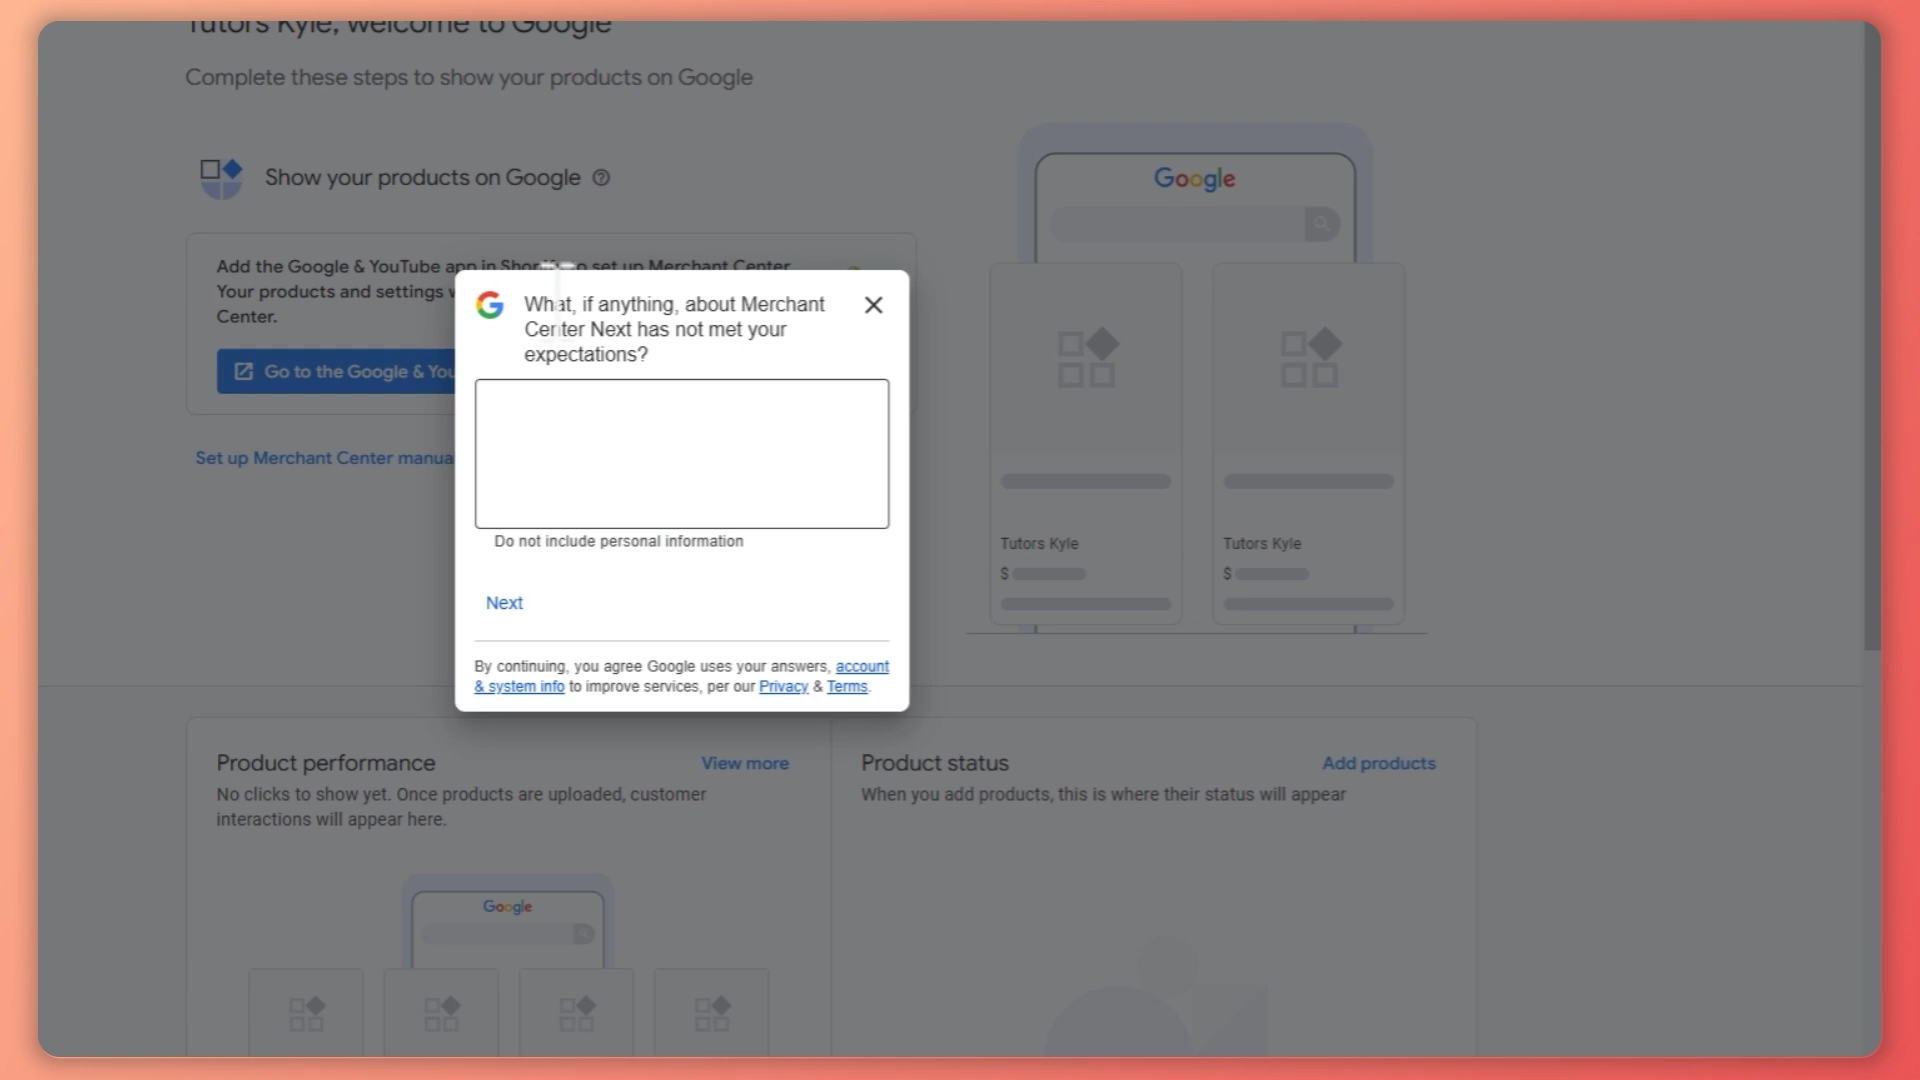 Tutors Kyle, welcome to Google
Complete these steps to show your products on Google
Google
Show your products on Google
Add the Google & YouTube app in set up Merchant Center
Your products and settings
Center.
Go to the Google &
Set up Merchant Center
What, if anything, about Merchant
Center Next has not met your
expectations?
Do not include personal information
Next
By continuing, you agree Google uses your answers, account
& system info to improve services, per our Privacy & Terms.
Tutors Kyle
$
Tutors Kyle
$
Product performance
View more
No clicks to show yet. Once products are uploaded, customer
interactions will appear here.
Google
Product status
Add products
When you add products, this is where their status will appear